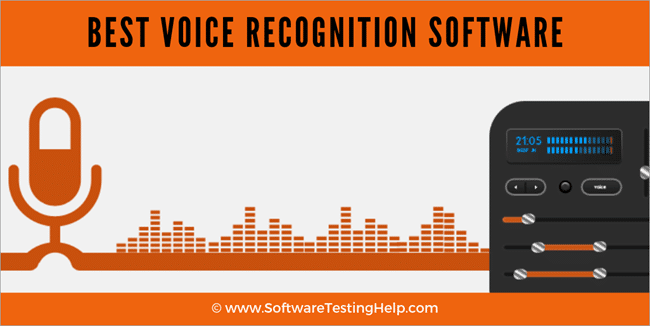 BEST VOICE RECOGNITION SOFTWARE
21:05
voice
© www.SoftwareTestingHelp.com